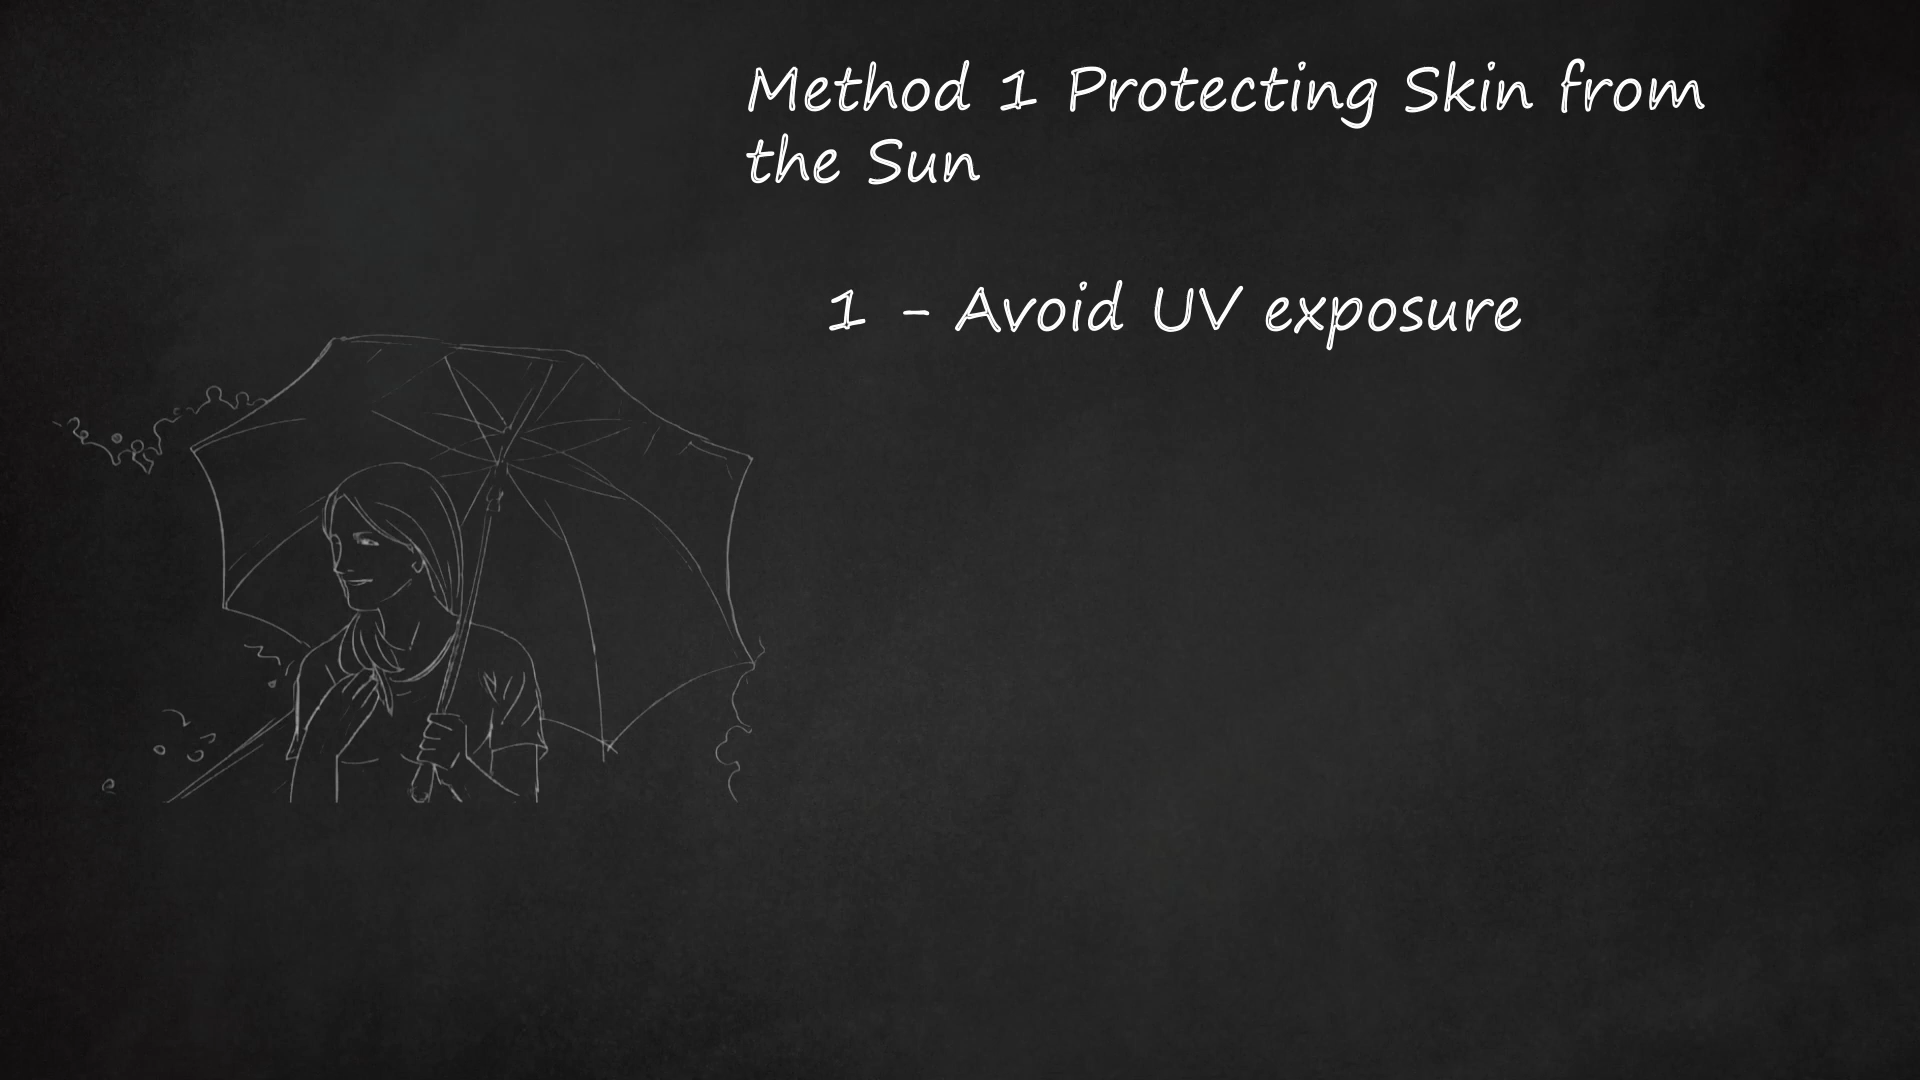 Method 1 Protecting Skin from
the Sun
1 - Avoid UV exposure